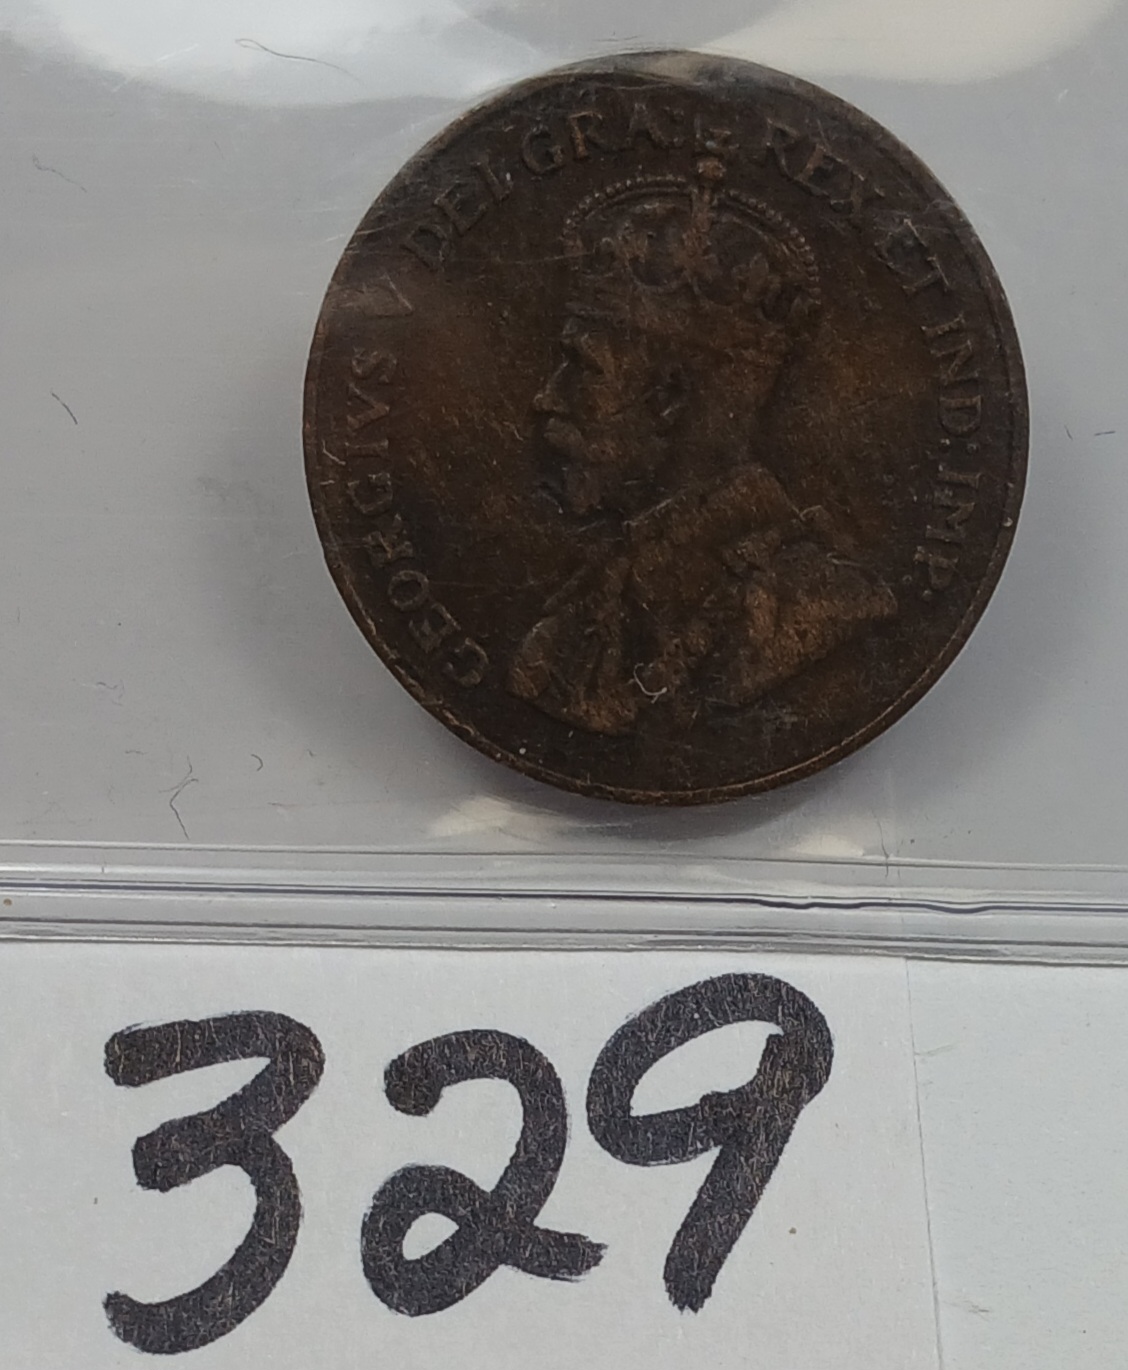 GEORGIVS V DEI GRA: REX ET IND: IMP:
329